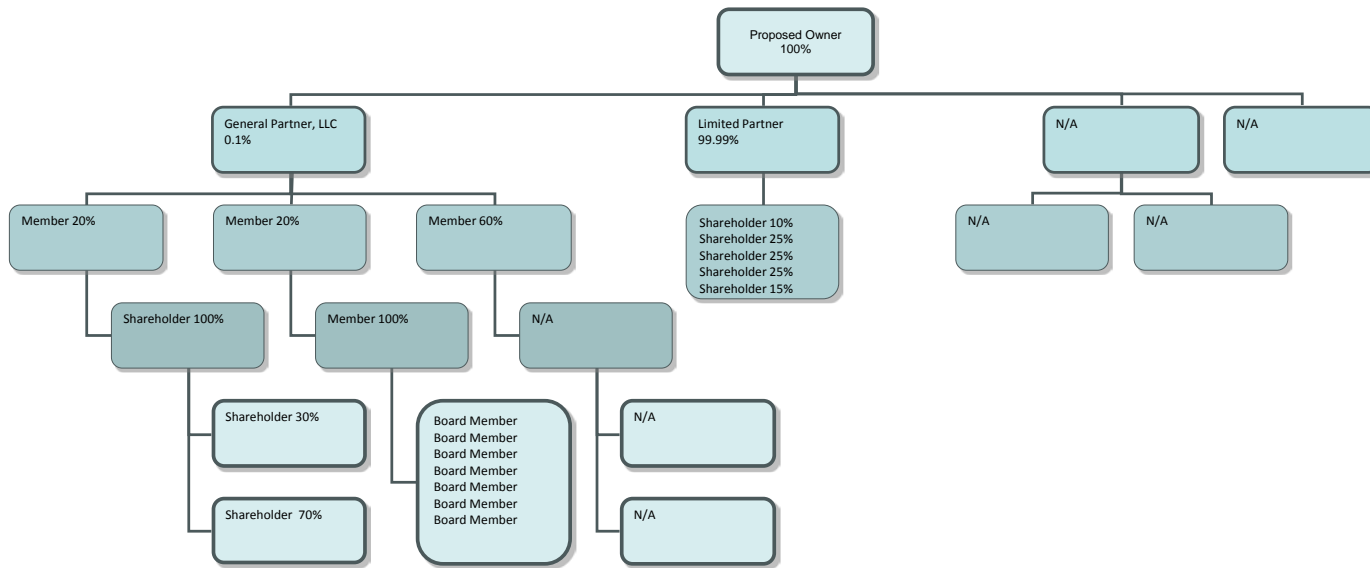 Proposed Owner
100%
General Partner, LLC
0.1%
Limited Partner
99.99%
N/A
N/A
Member 20%
Member 20%
Member 60%
Shareholder 10%
Shareholder 25%
Shareholder 25%
Shareholder 25%
Shareholder 15%
N/A
N/A
Shareholder 100%
Member 100%
N/A
Shareholder 30%
Board Member
Board Member
Board Member
Board Member
Board Member
Board Member
Board Member
N/A
Shareholder  70%
N/A